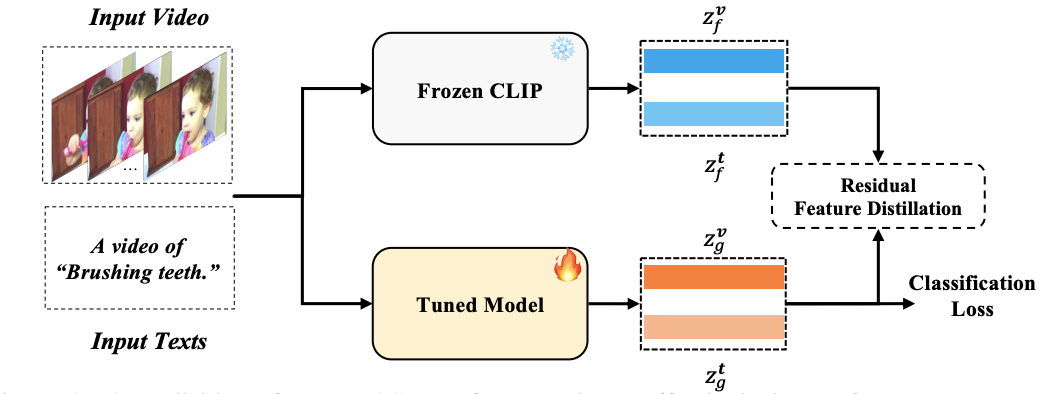 Input Video
...
A video of
“Brushing teeth.”
Input Texts
Frozen CLIP
Tuned Model
z_f^v
z_f^t
z_g^v
z_g^t
Residual
Feature Distillation
Classification
Loss